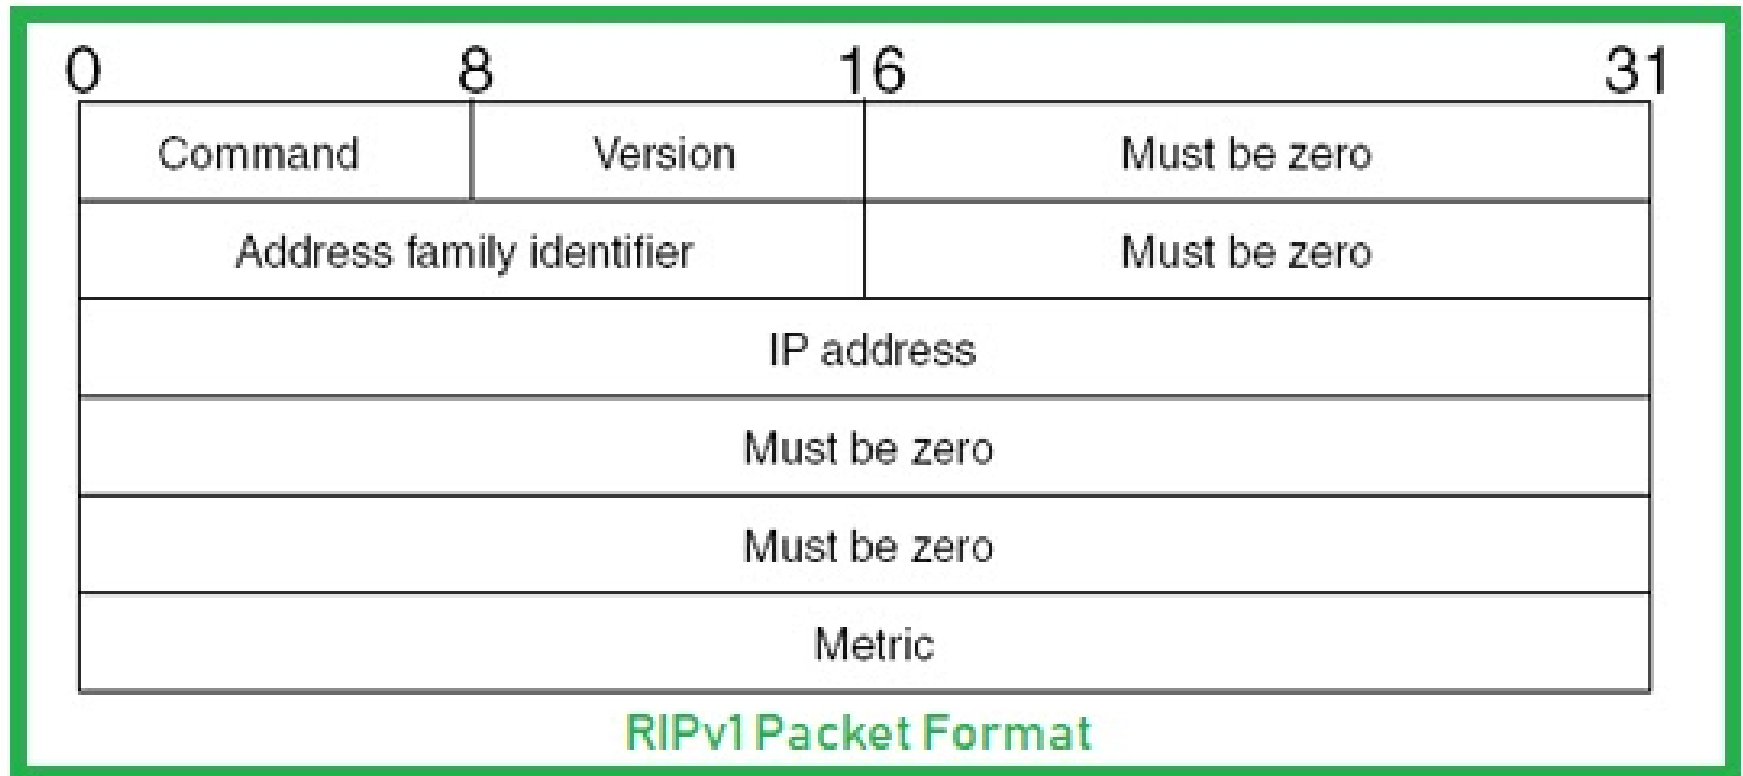 0 8 16 31
Command Version Must be zero
Address family identifier Must be zero
IP address
Must be zero
Must be zero
Metric
RIPv1 Packet Format